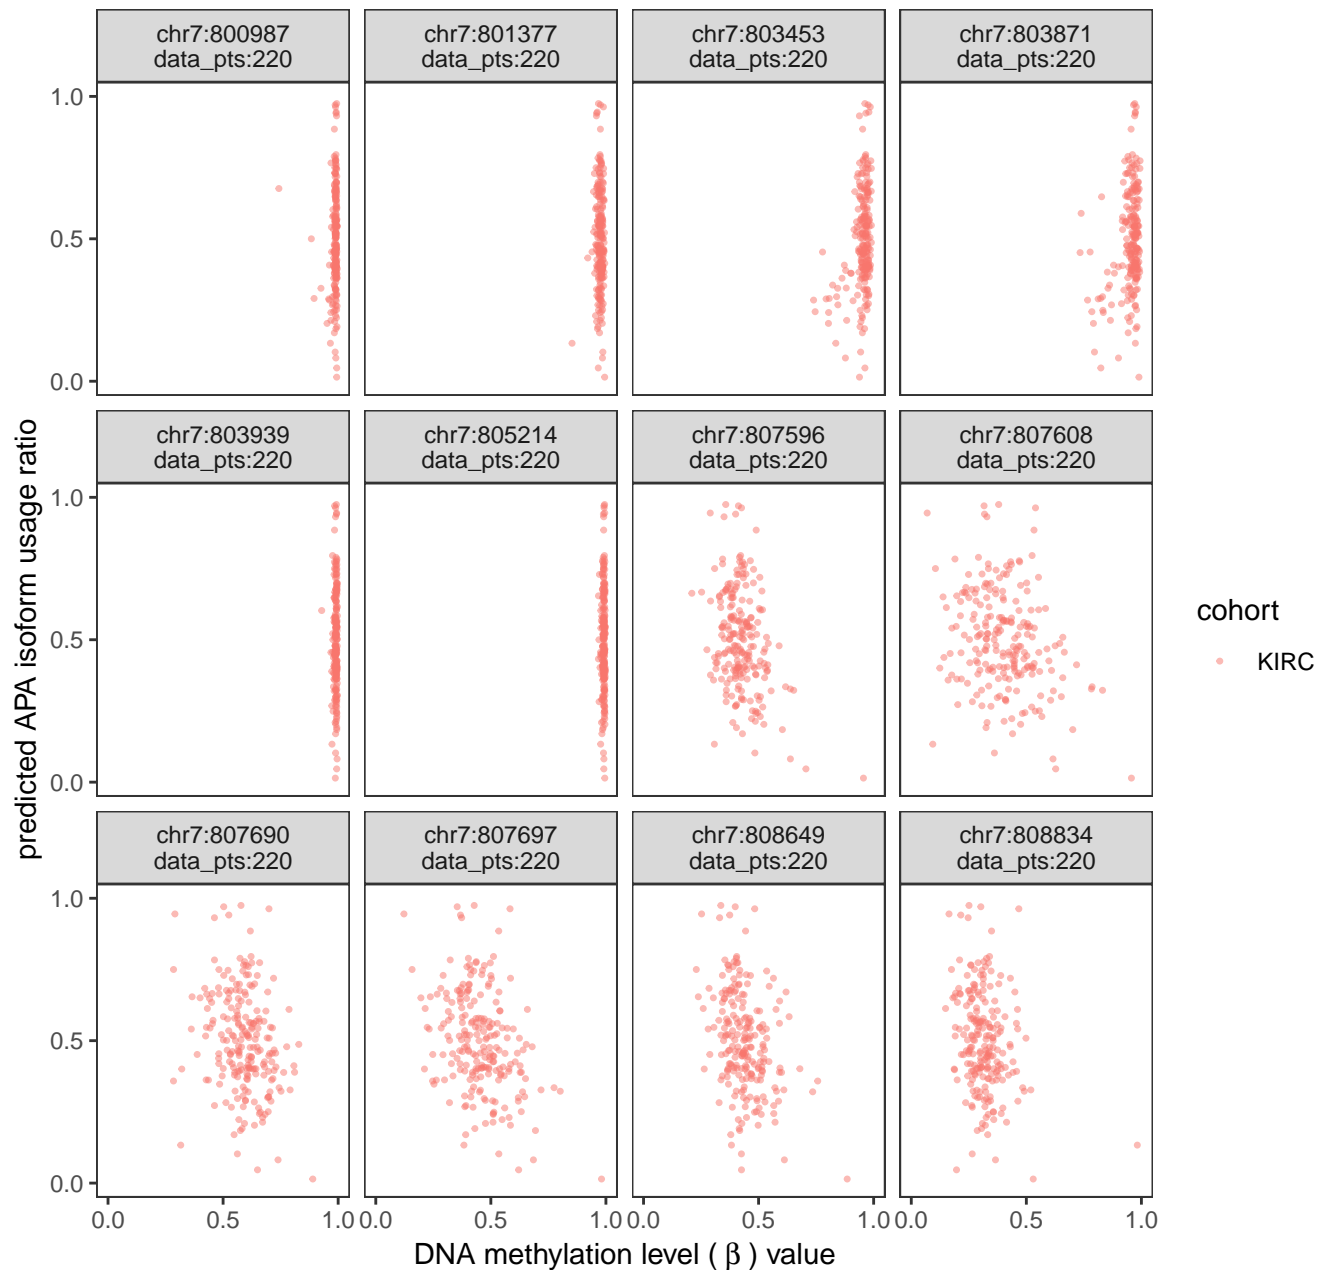 chr7:800987
data_pts:220
chr7:801377
data_pts:220
chr7:803453
data_pts:220
chr7:803871
data_pts:220
1.0
0.5
0.0
chr7:803939
data_pts:220
chr7:805214
data_pts:220
chr7:807596
data_pts:220
chr7:807608
data_pts:220
1.0
0.5
0.0
predicted APA isoform usage ratio
cohort
KIRC
chr7:807690
data_pts:220
chr7:807697
data_pts:220
chr7:808649
data_pts:220
chr7:808834
data_pts:220
1.0
0.5
0.0
0.0 0.5 1.0 0.0 0.5 1.0 0.0 0.5 1.0 0.0 0.5 1.0
DNA methylation level ( β ) value